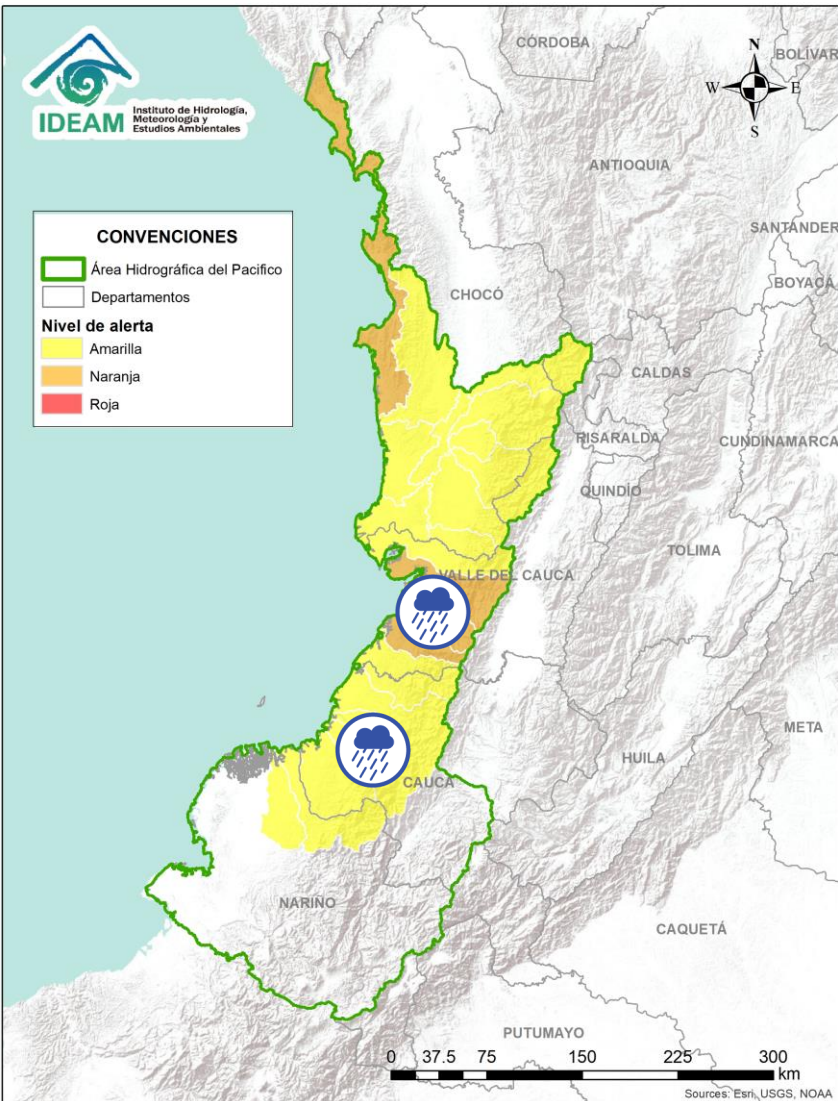 IDEAM
Instituto de Hidrología,
Meteorología y
Estudios Ambientales
N
W
E
S
CÓRDOBA
BOLÍVAR
ANTIOQUIA
SANTANDER
BOYACÁ
CHOCÓ
CALDAS
RISARALDA
CUNDINAMARCA
QUINDÍO
TOLIMA
VALLE DEL CAUCA
META
HUILA
CAUCA
NARIÑO
CAQUETÁ
PUTUMAYO
CONVENCIONES
Área Hidrográfica del Pacifico
Departamentos
Nivel de alerta
Amarilla
Naranja
Roja
0 37.5 75 150 225 300
km
Sources: Esri, USGS, NOAA